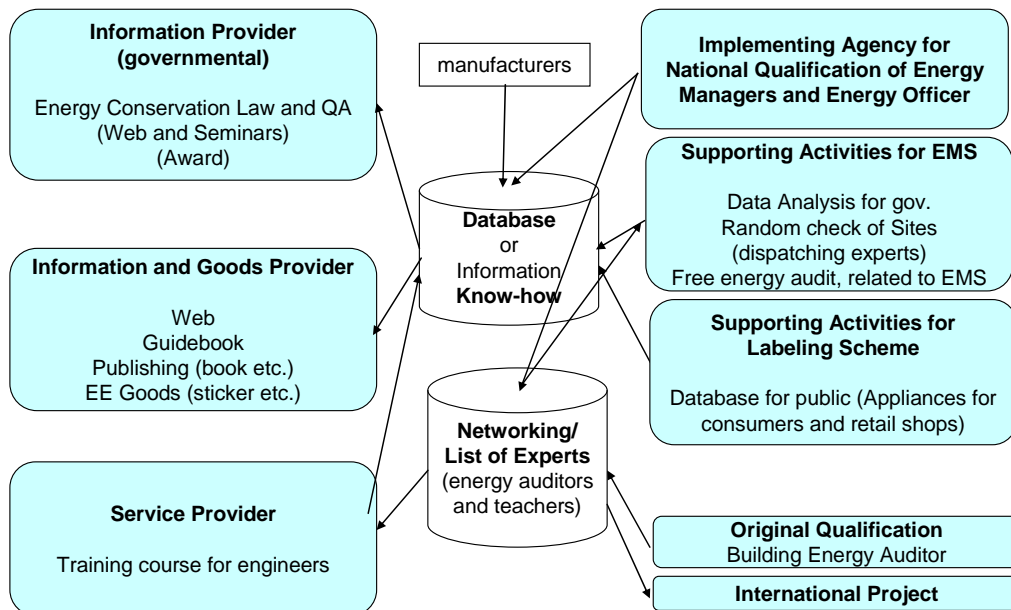 Information Provider
(governmental)
Energy Conservation Law and QA
(Web and Seminars)
(Award)
manufacturers
Implementing Agency for
National Qualification of Energy
Managers and Energy Officer
Supporting Activities for EMS
Data Analysis for gov.
Random check of Sites
(dispatching experts)
Free energy audit, related to EMS
Database
or
Information
Know-how
Information and Goods Provider
Web
Guidebook
Publishing (book etc.)
EE Goods (sticker etc.)
Supporting Activities for
Labeling Scheme
Database for public (Appliances for
consumers and retail shops)
Networking/
List of Experts
(energy auditors
and teachers)
Service Provider
Training course for engineers
Original Qualification
Building Energy Auditor
International Project